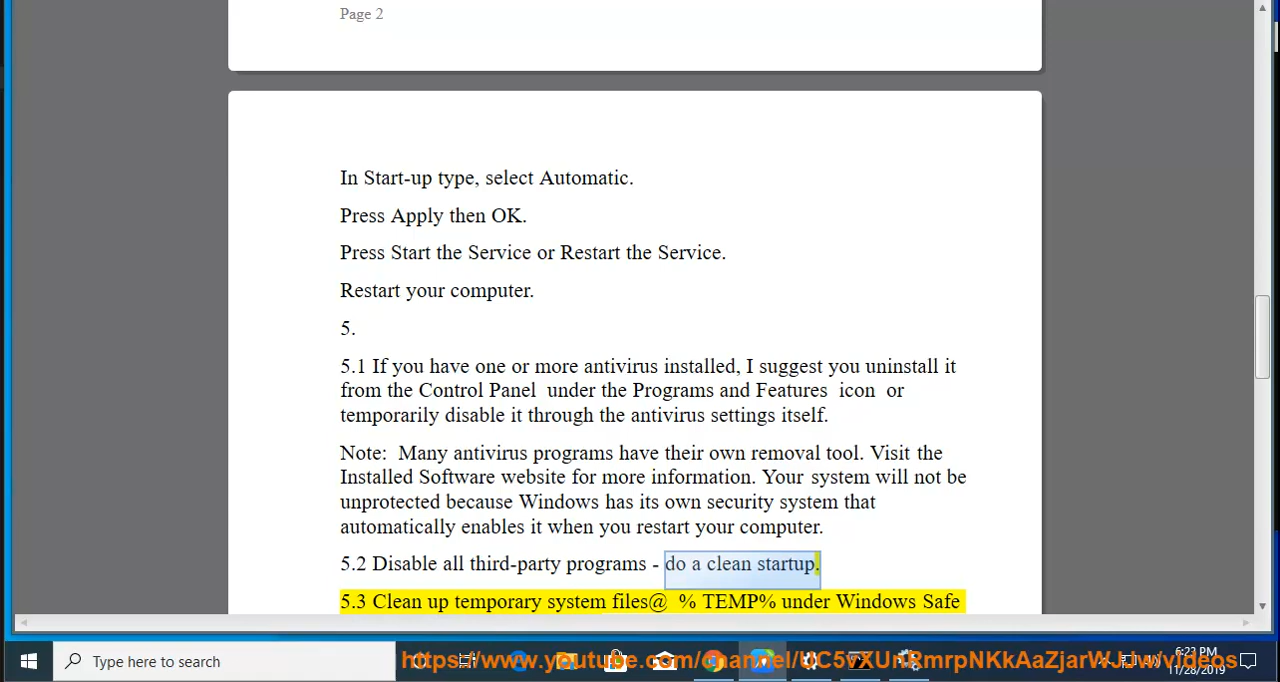 Page 2
In Start-up type, select Automatic.
Press Apply then OK.
Press Start the Service or Restart the Service.
Restart your computer.
5.
5.1 If you have one or more antivirus installed, I suggest you uninstall it
from the Control Panel  under the Programs and Features  icon  or
temporarily disable it through the antivirus settings itself.
Note:  Many antivirus programs have their own removal tool. Visit the
Installed Software website for more information. Your system will not be
unprotected because Windows has its own security system that
automatically enables it when you restart your computer.
5.2 Disable all third-party programs - do a clean startup.
5.3 Clean up temporary system files@  % TEMP% under Windows Safe
Type here to search
6:23 PM
11/28/2019